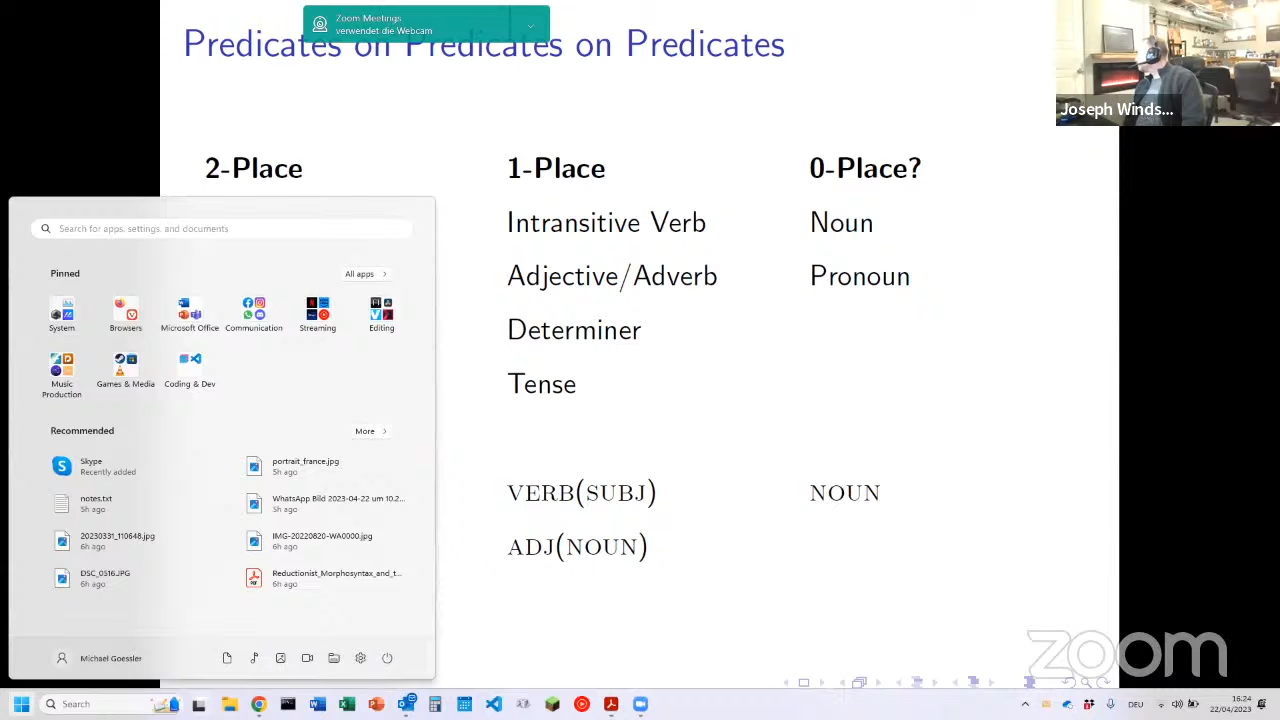 Zoom Meetings
verwendet die Webcam
Predicates on Predicates on Predicates
Joseph Winds...
2-Place
1-Place
0-Place?
Intransitive Verb
Noun
Adjective/Adverb
Pronoun
Determiner
Tense
VERB(SUBJ)
NOUN
ADJ(NOUN)
Search for apps, settings, and documents
Pinned
All apps
System
Browsers
Microsoft Office
Communication
Streaming
Editing
Music
Production
Games & Media
Coding & Dev
Recommended
More
Skype
Recently added
portrait_france.jpg
5h ago
notes.txt
5h ago
WhatsApp Bild 2023-04-22 um 10.2...
5h ago
20230331_110648.jpg
6h ago
IMG-20220820-WA0000.jpg
6h ago
DSC_0516.JPG
6h ago
Reductionist_Morphosyntax_and_t...
6h ago
Michael Goessler
zoom
Search
DEU
16:24
22/04/2023